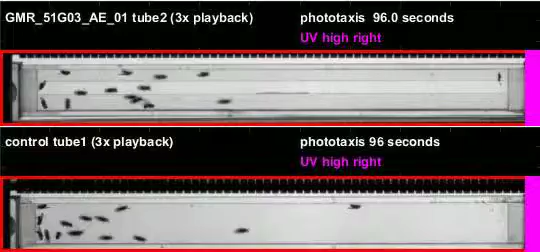 GMR_51G03_AE_01 tube2 (3x playback) phototaxis 96.0 seconds
UV high right
control tube1 (3x playback) phototaxis 96 seconds
UV high right